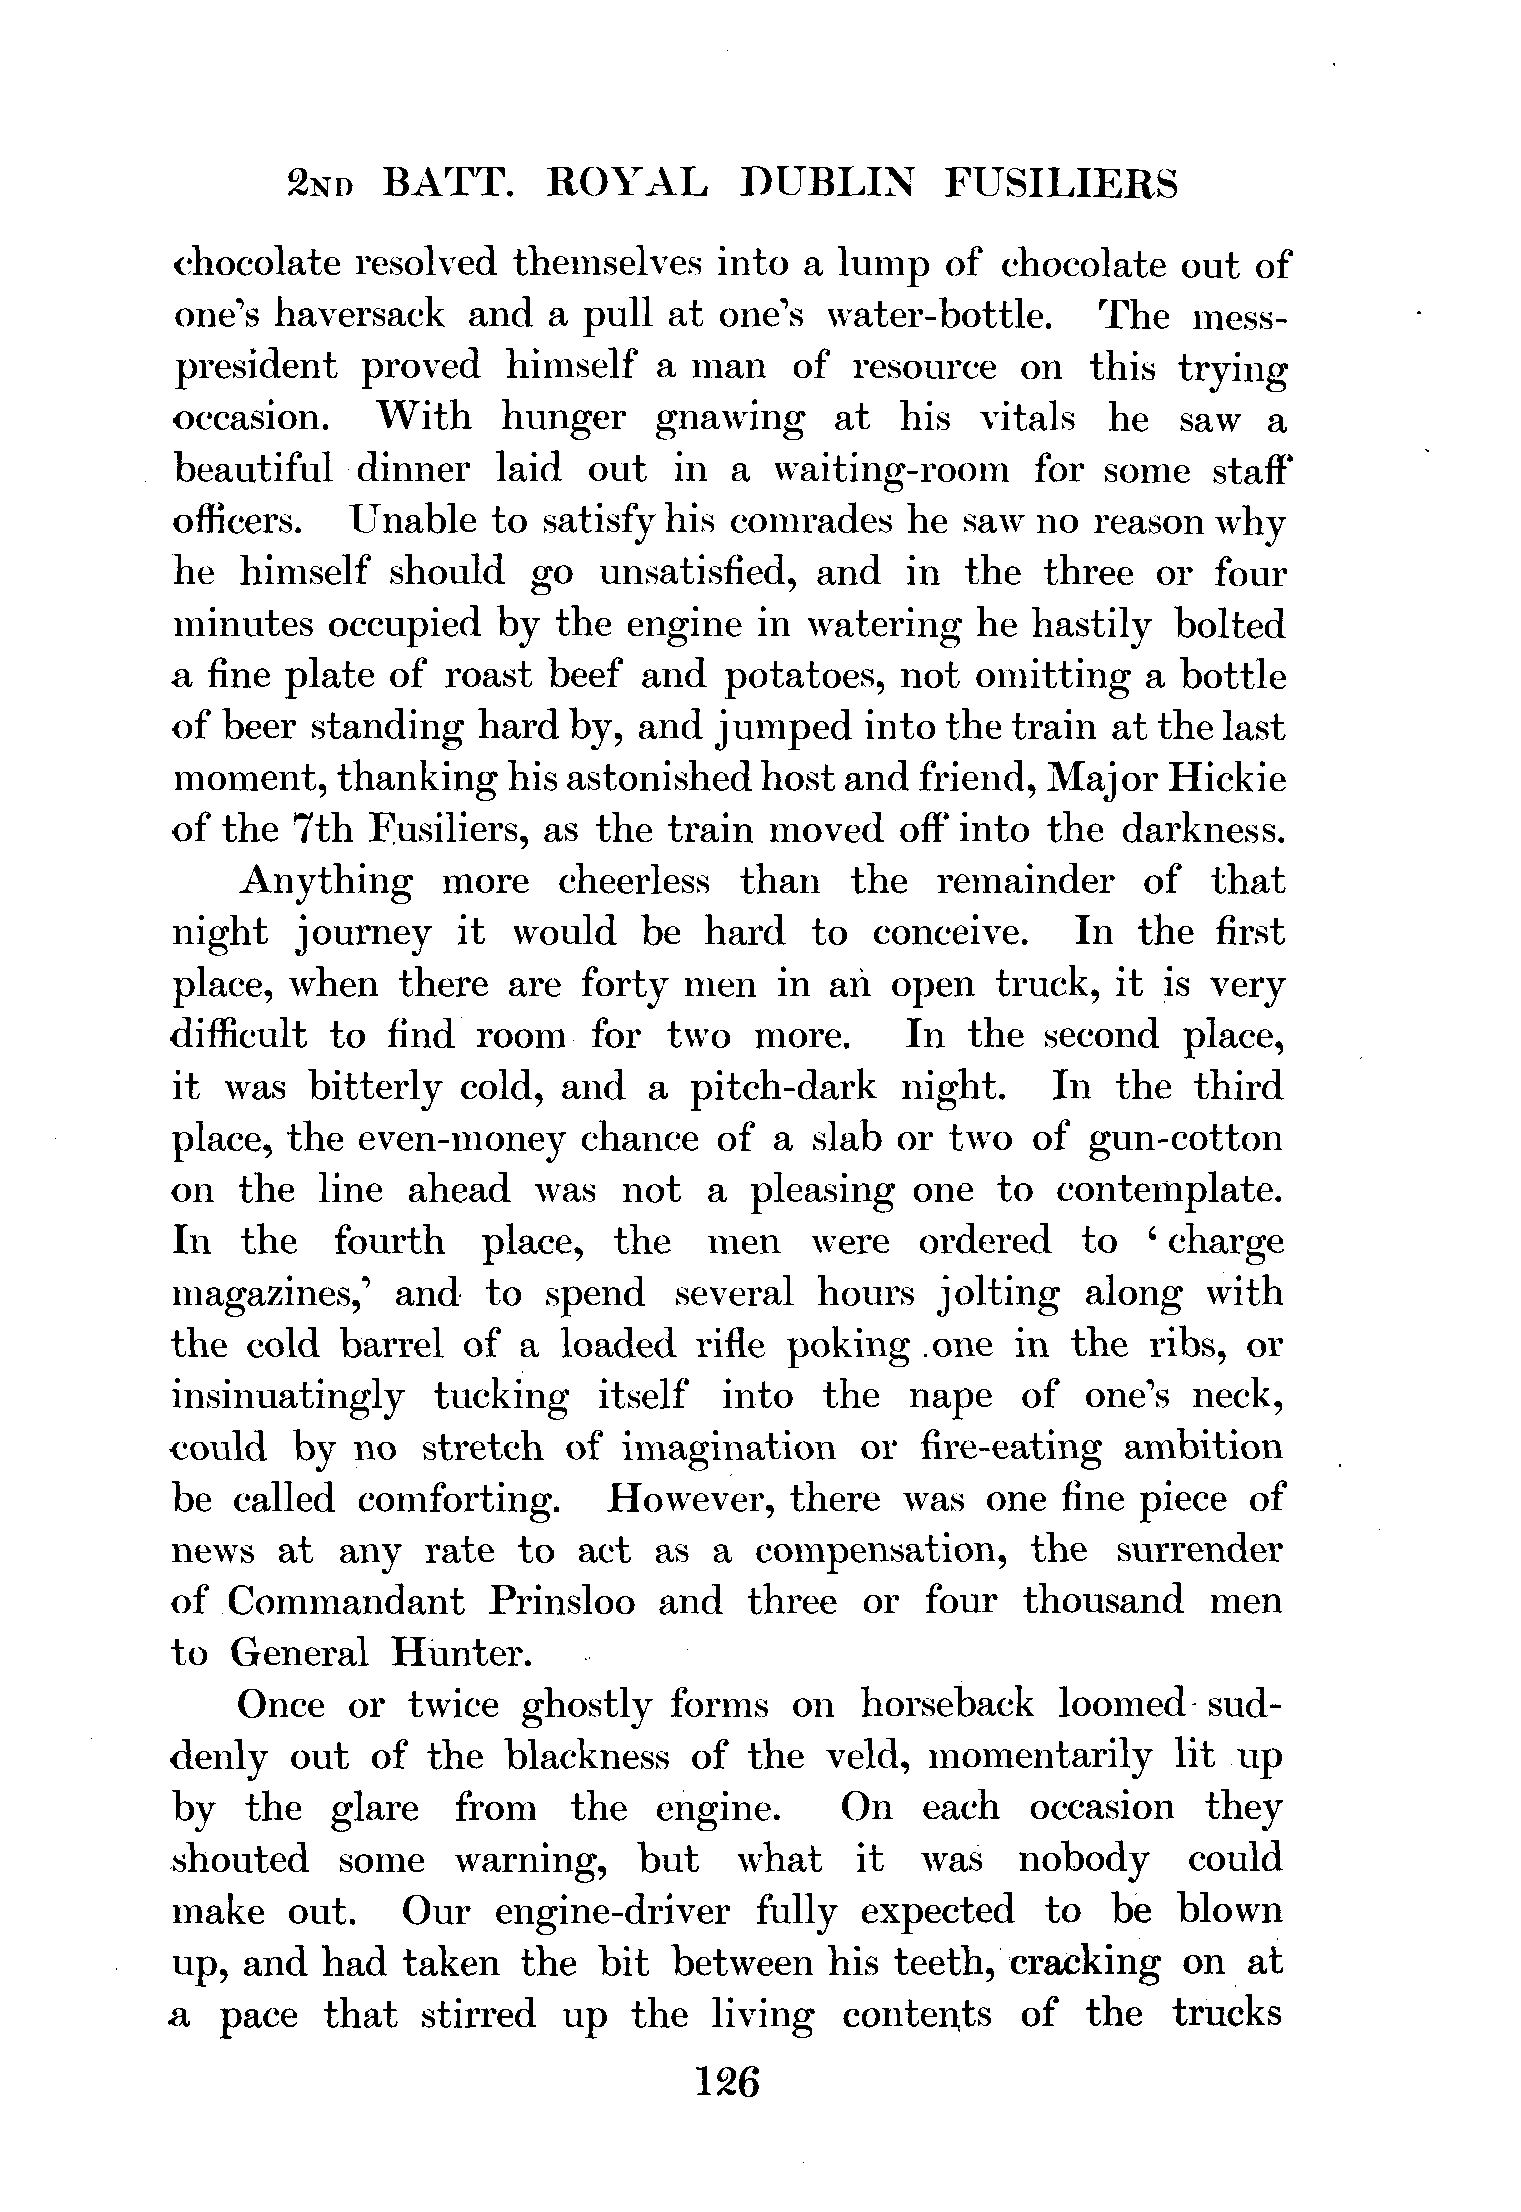 2ND BATT. ROYAL DUBLIN FUSILIERS
chocolate resolved themselves into a lump of chocolate out of
one's haversack and a pull at one's water-bottle. The mess-
president proved himself a man of resource on this trying
occasion. With hunger gnawing at his vitals he saw a
beautiful dinner laid out in a waiting-room for some staff
officers. Unable to satisfy his comrades he saw no reason why
he himself should go unsatisfied, and in the three or four
minutes occupied by the engine in watering he hastily bolted
a fine plate of roast beef and potatoes, not omitting a bottle
of beer standing hard by, and jumped into the train at the last
moment, thanking his astonished host and friend, Major Hickie
of the 7th Fusiliers, as the train moved off into the darkness.
Anything more cheerless than the remainder of that
night journey it would be hard to conceive. In the first
place, when there are forty men in an open truck, it is very
difficult to find room for two more. In the second place,
it was bitterly cold, and a pitch-dark night. In the third
place, the even-money chance of a slab or two of gun-cotton
on the line ahead was not a pleasing one to contemplate.
In the fourth place, the men were ordered to ‘charge
magazines,’ and to spend several hours jolting along with
the cold barrel of a loaded rifle poking one in the ribs, or
insinuatingly tucking itself into the nape of one's neck,
could by no stretch of imagination or fire-eating ambition
be called comforting. However, there was one fine piece of
news at any rate to act as a compensation, the surrender
of Commandant Prinsloo and three or four thousand men
to General Hunter.
Once or twice ghostly forms on horseback loomed sud-
denly out of the blackness of the veld, momentarily lit up
by the glare from the engine. On each occasion they
shouted some warning, but what it was nobody could
make out. Our engine-driver fully expected to be blown
up, and had taken the bit between his teeth, cracking on at
a pace that stirred up the living contents of the trucks
126